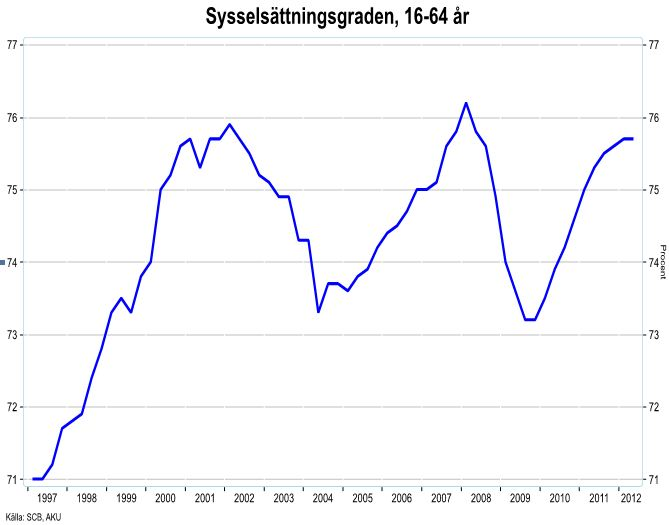 Sysselsättningsgraden, 16-64 år
77 77
76 76
75 75
74 74
Procent
73 73
72 72
71 71
1997 1998 1999 2000 2001 2002 2003 2004 2005 2006 2007 2008 2009 2010 2011 2012
Källa: SCB, AKU